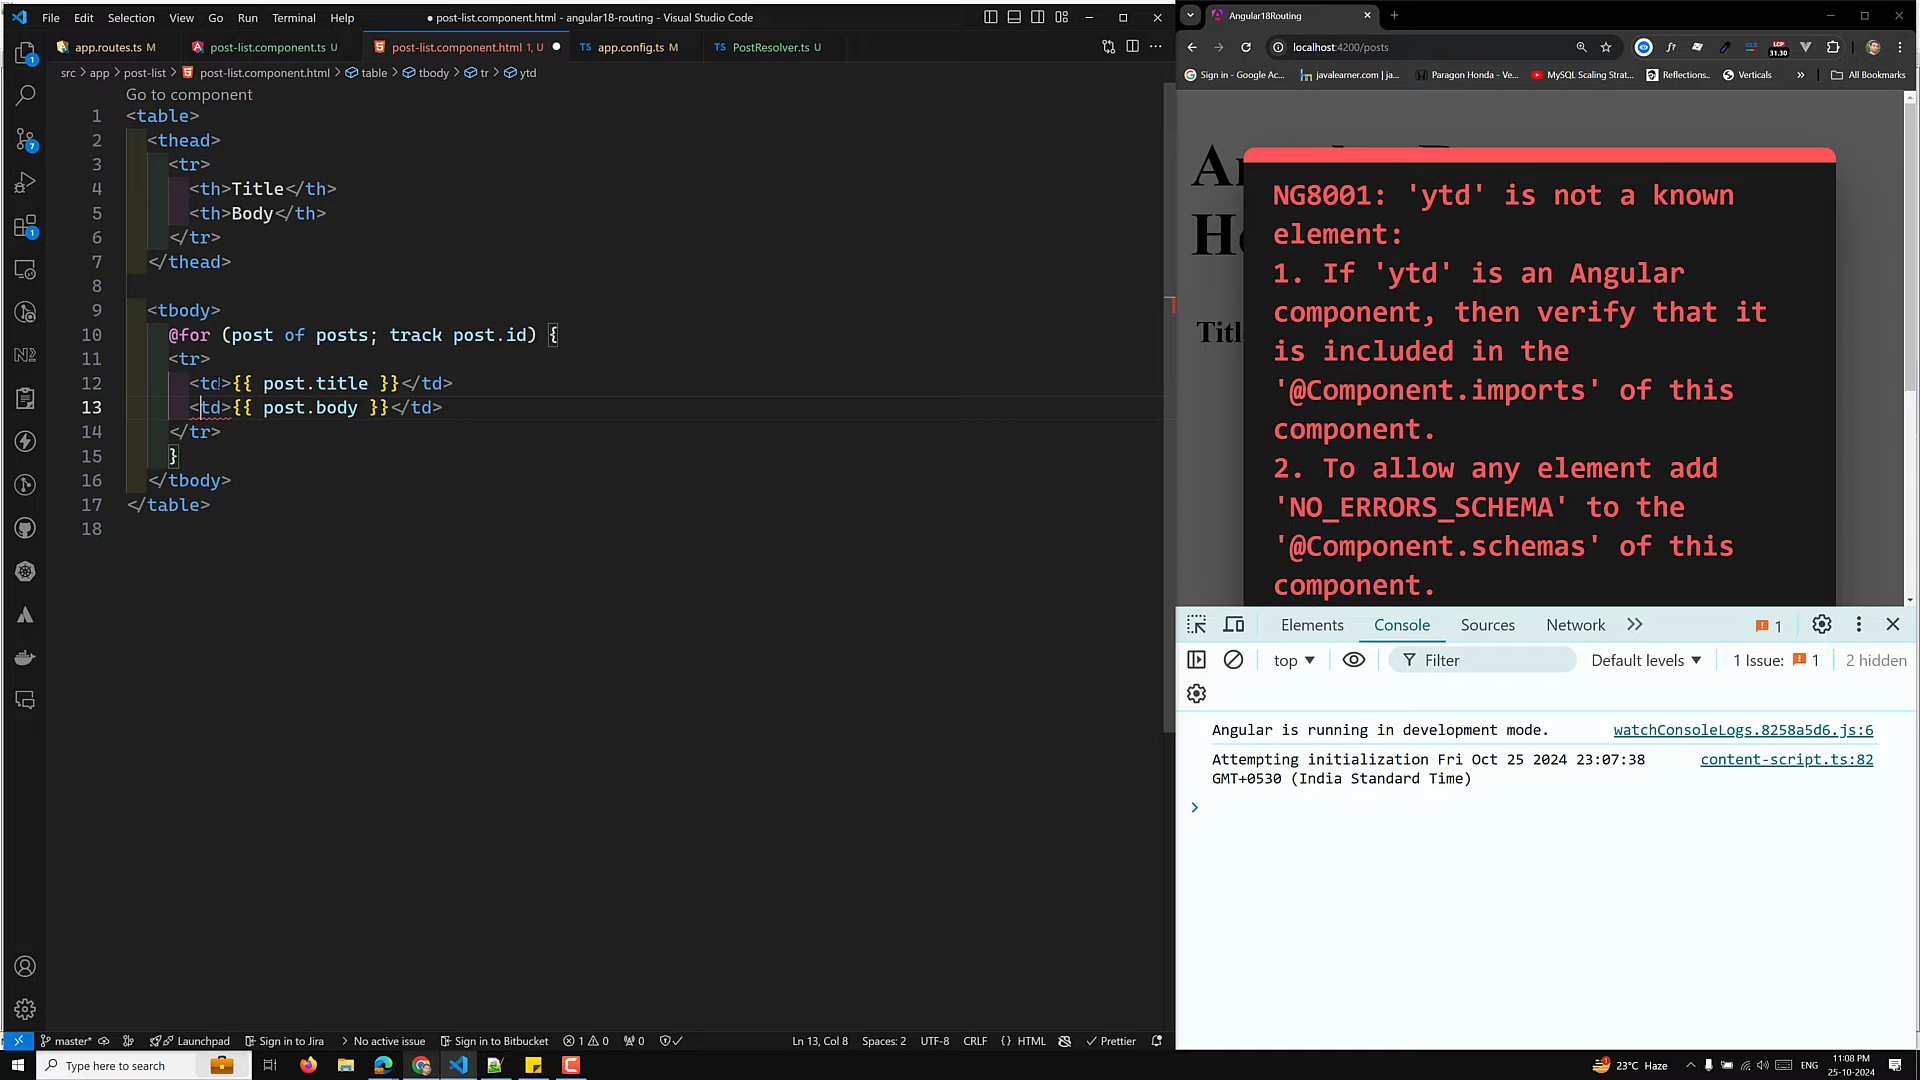 File Edit Selection View Go Run Terminal Help
● post-list.component.html - angular18-routing - Visual Studio Code
app.routes.ts M
post-list.component.ts U
post-list.component.html 1, U
TS app.config.ts M
TS PostResolver.ts U
src > app > post-list > post-list.component.html > table > tbody > tr > ytd
Go to component
1 <table>
2 <thead>
3 <tr>
4 <th>Title</th>
5 <th>Body</th>
6 </tr>
7 </thead>
8
9 <tbody>
10 @for (post of posts; track post.id) {
11 <tr>
12 <td>{{ post.title }}</td>
13 <td>{{ post.body }}</td>
14 </tr>
15 }
16 </tbody>
17 </table>
18
master*
Launchpad
Sign in to Jira
No active issue
Sign in to Bitbucket
1 0
0
Ln 13, Col 8
Spaces: 2
UTF-8
CRLF
{ } HTML
Prettier
Angular18Routing
localhost:4200/posts
Sign in - Google Ac...
javalearner.com | ja...
Paragon Honda - Ve...
MySQL Scaling Strat...
Reflections..
Verticals
»
All Bookmarks
NG8001: 'ytd' is not a known
element:
1. If 'ytd' is an Angular
component, then verify that it
is included in the
'@Component.imports' of this
component.
2. To allow any element add
'NO_ERRORS_SCHEMA' to the
'@Component.schemas' of this
component.
Elements Console Sources Network
1
top
Filter
Default levels
1 Issue: 1
2 hidden
Angular is running in development mode. watchConsoleLogs.8258a5d6.js:6
Attempting initialization Fri Oct 25 2024 23:07:38 content-script.ts:82
GMT+0530 (India Standard Time)
Type here to search
23°C Haze
ENG
11:08 PM
25-10-2024